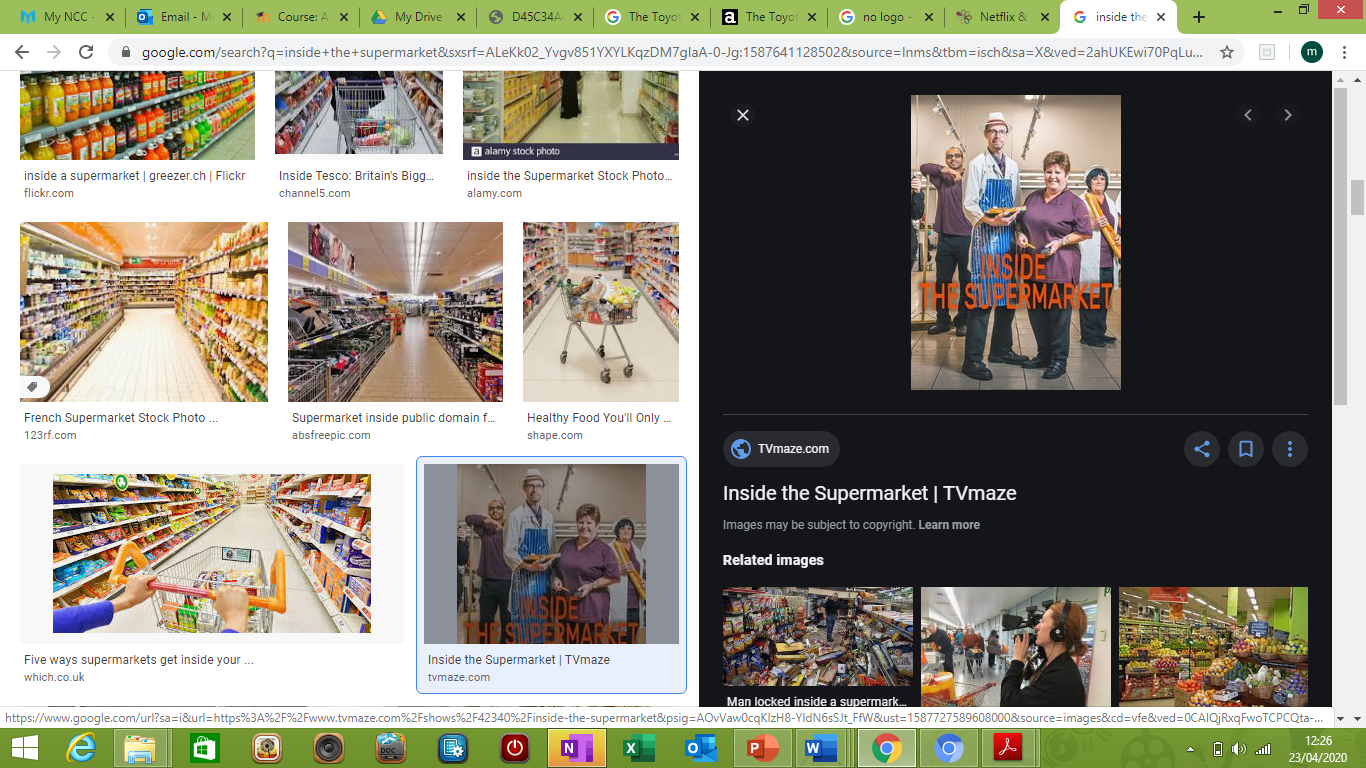 My NCC -
Email - M
Course: A
My Drive
D45C34A
The Toyot
The Toyot
no logo -
Netflix &
inside the
google.com/search?q=inside+the+supermarket&sxsrf=ALeKk02_Yvgv851YXYLKqzDM7gIaA-0-Jg:1587641128502&source=lnms&tbm=isch&sa=X&ved=2ahUKEwi70PqLu...
m
a alamy stock photo
inside a supermarket | greezer.ch | Flickr
flickr.com
Inside Tesco: Britain's Bigg...
channel5.com
inside the Supermarket Stock Photo...
alamy.com
French Supermarket Stock Photo ...
123rf.com
Supermarket inside public domain f...
absfreepic.com
Healthy Food You'll Only ...
shape.com
Five ways supermarkets get inside your ...
which.co.uk
INSIDE
THE SUPERMARKET
Inside the Supermarket | TVmaze
tvmaze.com
INSIDE
THE SUPERMARKET
TVmaze.com
Inside the Supermarket | TVmaze
Images may be subject to copyright. Learn more
Related images
Man locked inside a supermark...
https://www.google.com/url?sa=i&url=https%3A%2F%2Fwww.tvmaze.com%2Fshows%2F42340%2Finside-the-supermarket&psig=AOvVaw0cqKIzH8-YIdN6sSJt_FfW&ust=1587727589608000&source=images&cd=vfe&ved=0CAIQjRxqFwoTCPCQta-...
DOC
12:26
23/04/2020